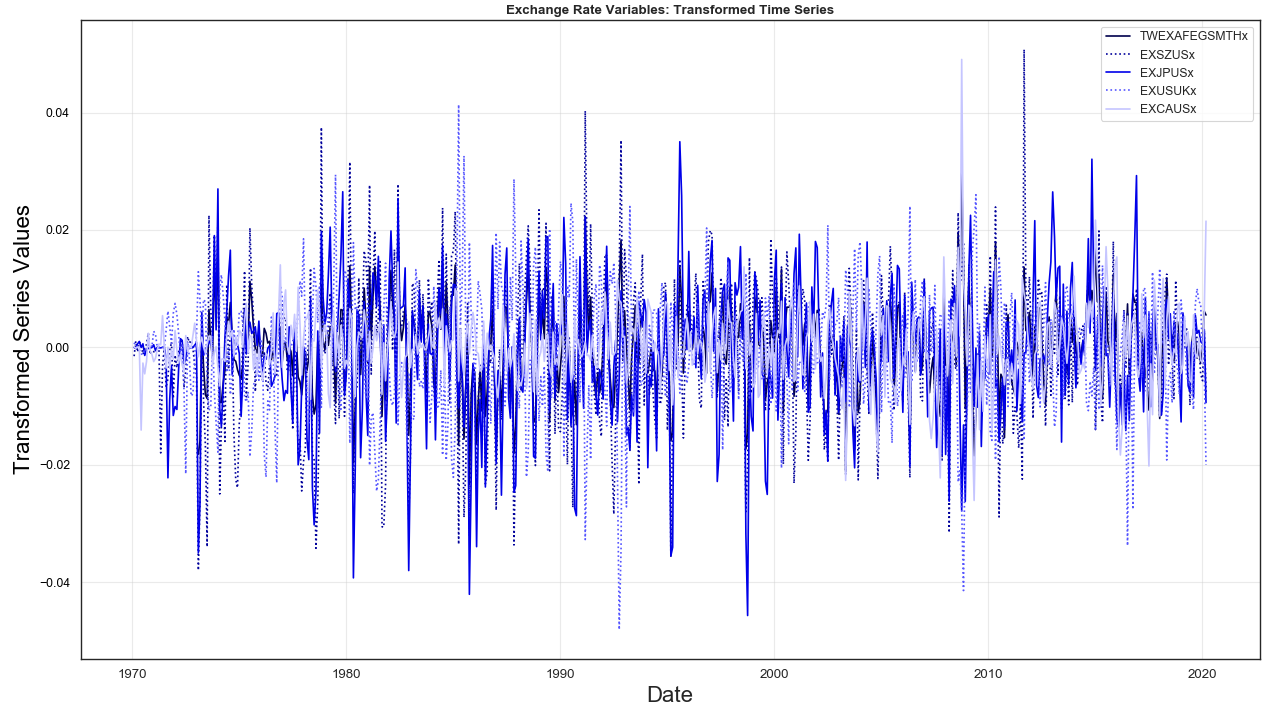 Exchange Rate Variables: Transformed Time Series
TWEXAFEGSMTHx
EXSZUSx
EXJPUSx
EXUSUKx
EXCAUSx
Transformed Series Values
0.04
0.02
0.00
−0.02
−0.04
1970
1980
1990
2000
2010
2020
Date